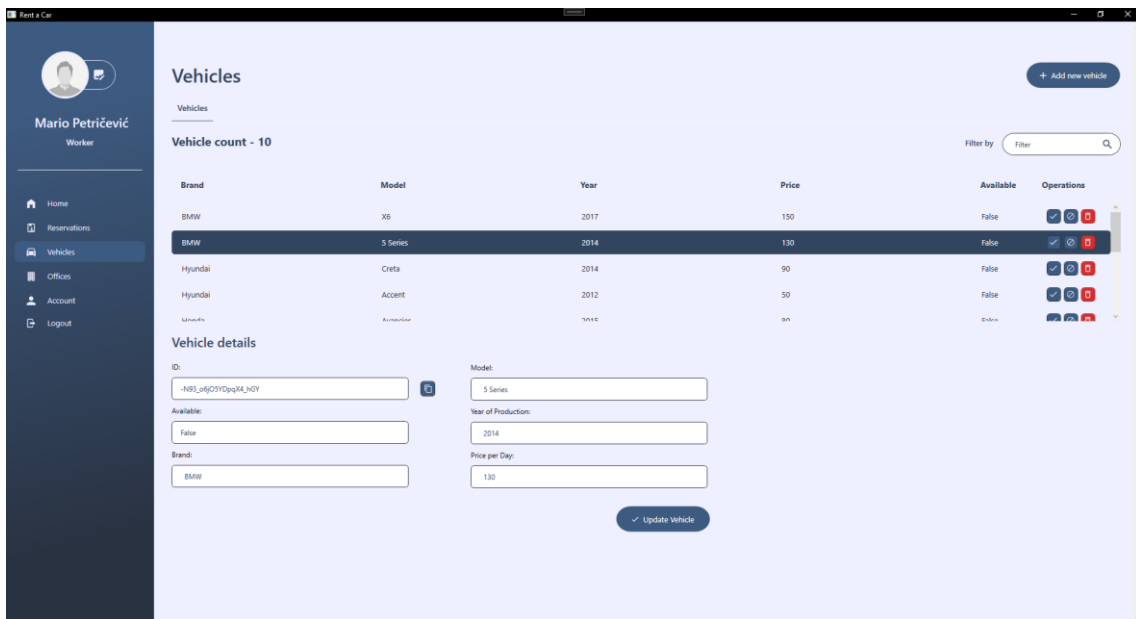 Rent a Car
Mario Petričević
Worker
Home
Reservations
Vehicles
Offices
Account
Logout
Vehicles
+ Add new vehicle
Vehicles
Vehicle count - 10
Filter by Filter
Brand Model Year Price Available Operations
BMW X6 2017 150 False
BMW 5 Series 2014 130 False
Hyundai Creta 2014 90 False
Hyundai Accent 2012 50 False
Honda 2015 False
Vehicle details
ID:
-N93_o6jO5YDpqX4_hGY
Available:
False
Brand:
BMW
Model:
5 Series
Year of Production:
2014
Price per Day:
130
Update Vehicle